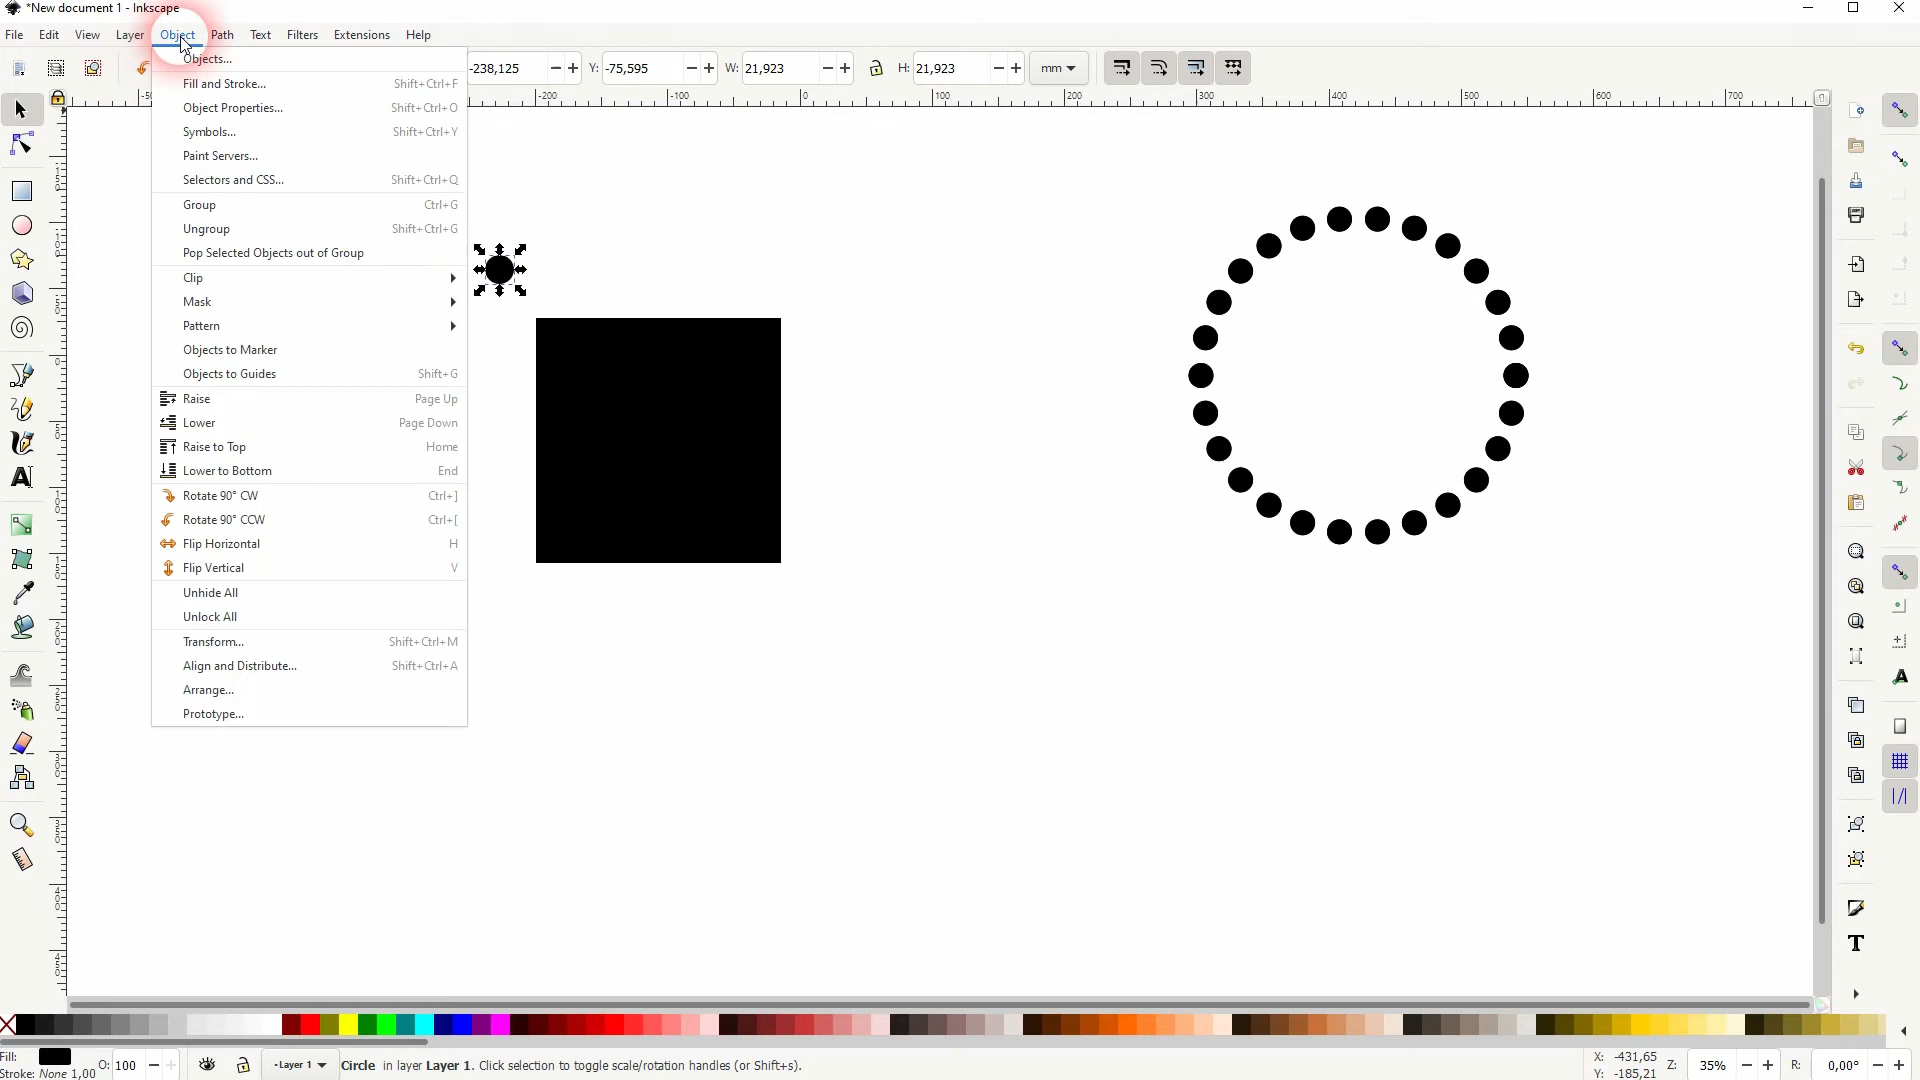 *New document 1 - Inkscape
File Edit View Layer Object Path Text Filters Extensions Help
-238,125 Y: -75,595 W: 21,923 H: 21,923 mm
Objects...
Fill and Stroke... Shift+Ctrl+F
Object Properties... Shift+Ctrl+O
Symbols... Shift+Ctrl+Y
Paint Servers...
Selectors and CSS... Shift+Ctrl+Q
Group Ctrl+G
Ungroup Shift+Ctrl+G
Pop Selected Objects out of Group
Clip
Mask
Pattern
Objects to Marker
Objects to Guides Shift+G
Raise Page Up
Lower Page Down
Raise to Top Home
Lower to Bottom End
Rotate 90° CW Ctrl+]
Rotate 90° CCW Ctrl+[
Flip Horizontal H
Flip Vertical V
Unhide All
Unlock All
Transform... Shift+Ctrl+M
Align and Distribute... Shift+Ctrl+A
Arrange...
Prototype...
-200 -100 0 100 200 300 400 500 600 700
Fill: O: 100 -Layer 1 Circle in layer Layer 1. Click selection to toggle scale/rotation handles (or Shift+s). X: -431,65 Z: 35% R: 0,00°
Stroke: None 1,00 Y: -185,21